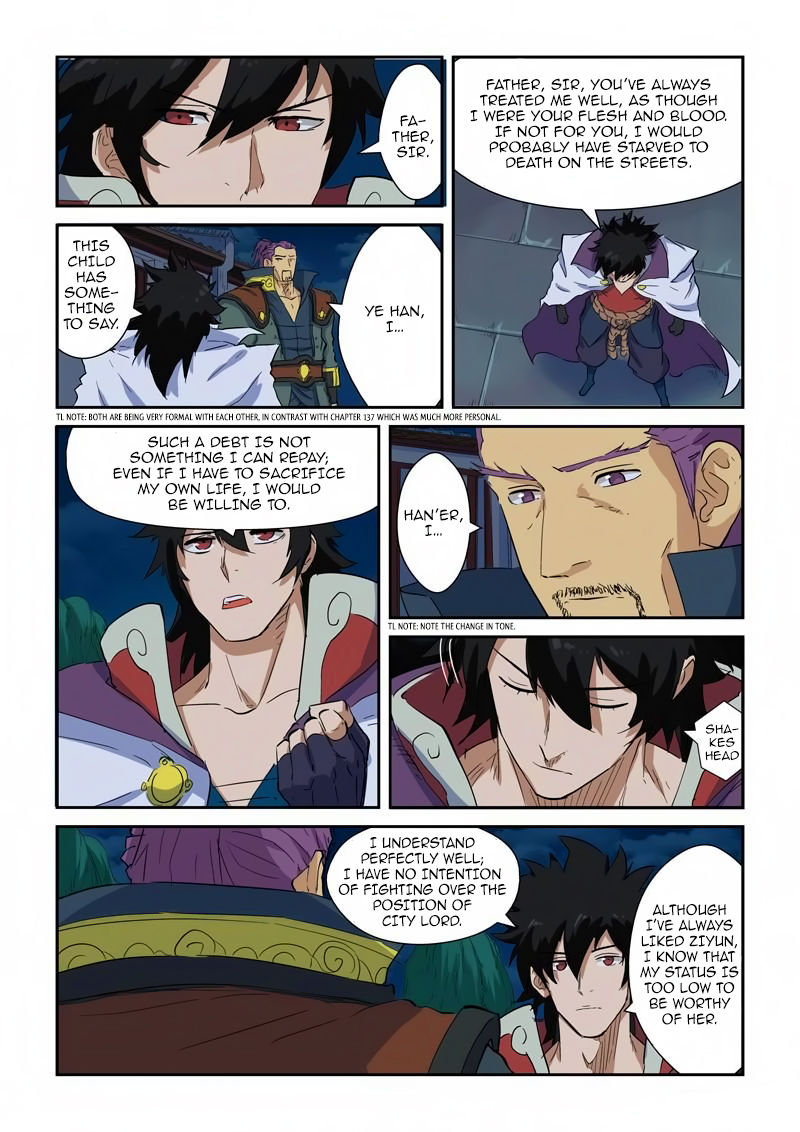 FA-
THER,
SIR.
FATHER, SIR, YOU'VE ALWAYS
TREATED ME WELL, AS THOUGH
I WERE YOUR FLESH AND BLOOD.
IF NOT FOR YOU, I WOULD
PROBABLY HAVE STARVED TO
DEATH ON THE STREETS.
THIS
CHILD
HAS
SOME-
THING
TO SAY.
YE HAN,
I...
TL NOTE: BOTH ARE BEING VERY FORMAL WITH EACH OTHER, IN CONTRAST WITH CHAPTER 137 WHICH WAS MUCH MORE PERSONAL.
SUCH A DEBT IS NOT
SOMETHING I CAN REPAY;
EVEN IF I HAVE TO SACRIFICE
MY OWN LIFE, I WOULD
BE WILLING TO.
HAN'ER,
I...
TL NOTE: NOTE THE CHANGE IN TONE.
SHA-
KES
HEAD
I UNDERSTAND
PERFECTLY WELL;
I HAVE NO INTENTION
OF FIGHTING OVER THE
POSITION OF
CITY LORD.
ALTHOUGH
I'VE ALWAYS
LIKED ZIYUN,
I KNOW THAT
MY STATUS IS
TOO LOW TO
BE WORTHY
OF HER.